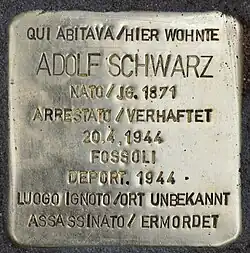 QUI ABITAVA/HIER WOHNTE
ADOLF SCHWARZ
NATO/JG. 1871
ARRESTATO/VERHAFTET
20.4.1944
FOSSOLI
DEPORT. 1944
LUOGO IGNOTO/ORT UNBEKANNT
ASSASSINATO/ERMORDET